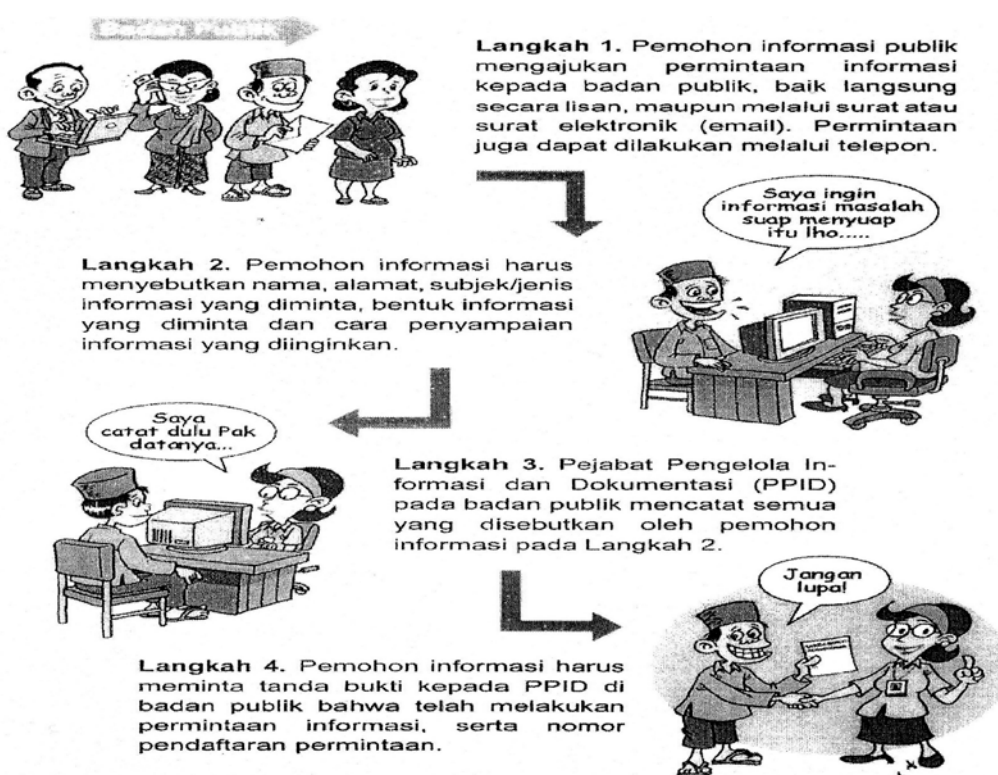 Badan Publik
Langkah 1. Pemohon informasi publik
mengajukan permintaan informasi
kepada badan publik, baik langsung
secara lisan, maupun melalui surat atau
surat elektronik (email). Permintaan
juga dapat dilakukan melalui telepon.
Saya ingin
informasi masalah
suap menyuap
itu lho.....
Langkah 2. Pemohon informasi harus
menyebutkan nama, alamat, subjek/jenis
informasi yang diminta, bentuk informasi
yang diminta dan cara penyampaian
informasi yang diinginkan.
Saya
catat dulu Pak
datanya...
Langkah 3. Pejabat Pengelola In-
formasi dan Dokumentasi (PPID)
pada badan publik mencatat semua
yang disebutkan oleh pemohon
informasi pada Langkah 2.
Jangan
lupa!
Langkah 4. Pemohon informasi harus
meminta tanda bukti kepada PPID di
badan publik bahwa telah melakukan
permintaan informasi, serta nomor
pendaftaran permintaan.